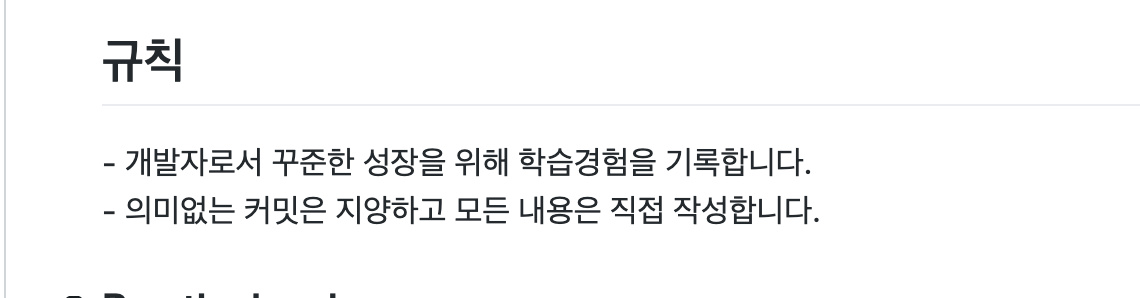 규칙
- 개발자로서 꾸준한 성장을 위해 학습경험을 기록합니다.
- 의미없는 커밋은 지양하고 모든 내용은 직접 작성합니다.